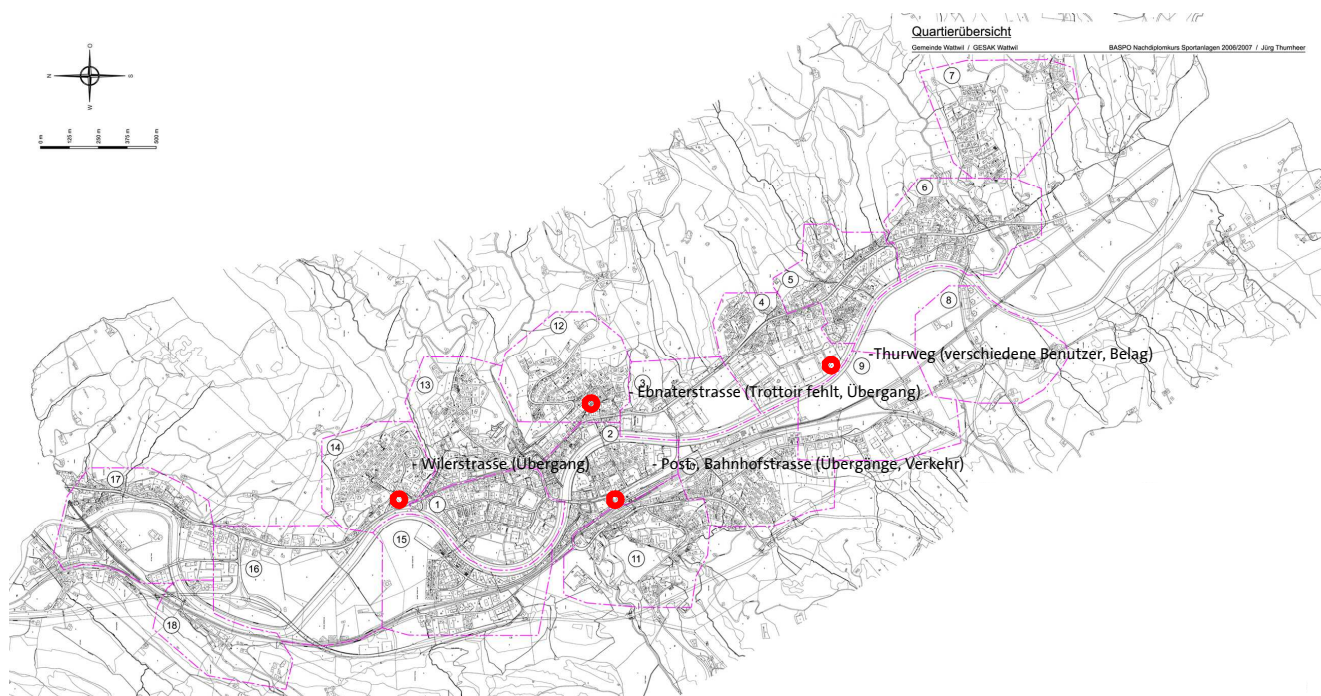 Quartierübersicht
Gemeinde Wattwil / GESAK Wattwil BASPO Nachdiplomkurs Sportanlagen 2006/2007 / Jürg Thurnheer
O
N S
W
0 m 125 m 250 m 375 m 500 m
7
6
5
4
8
12
9
-Thurweg (verschiedene Benutzer, Belag)
13
3
- Ebnaterstrasse (Trottoir fehlt, Übergang)
2
14
- Wilerstrasse (Übergang)
- Post-, Bahnhofstrasse (Übergänge, Verkehr)
17
1
15
11
16
18